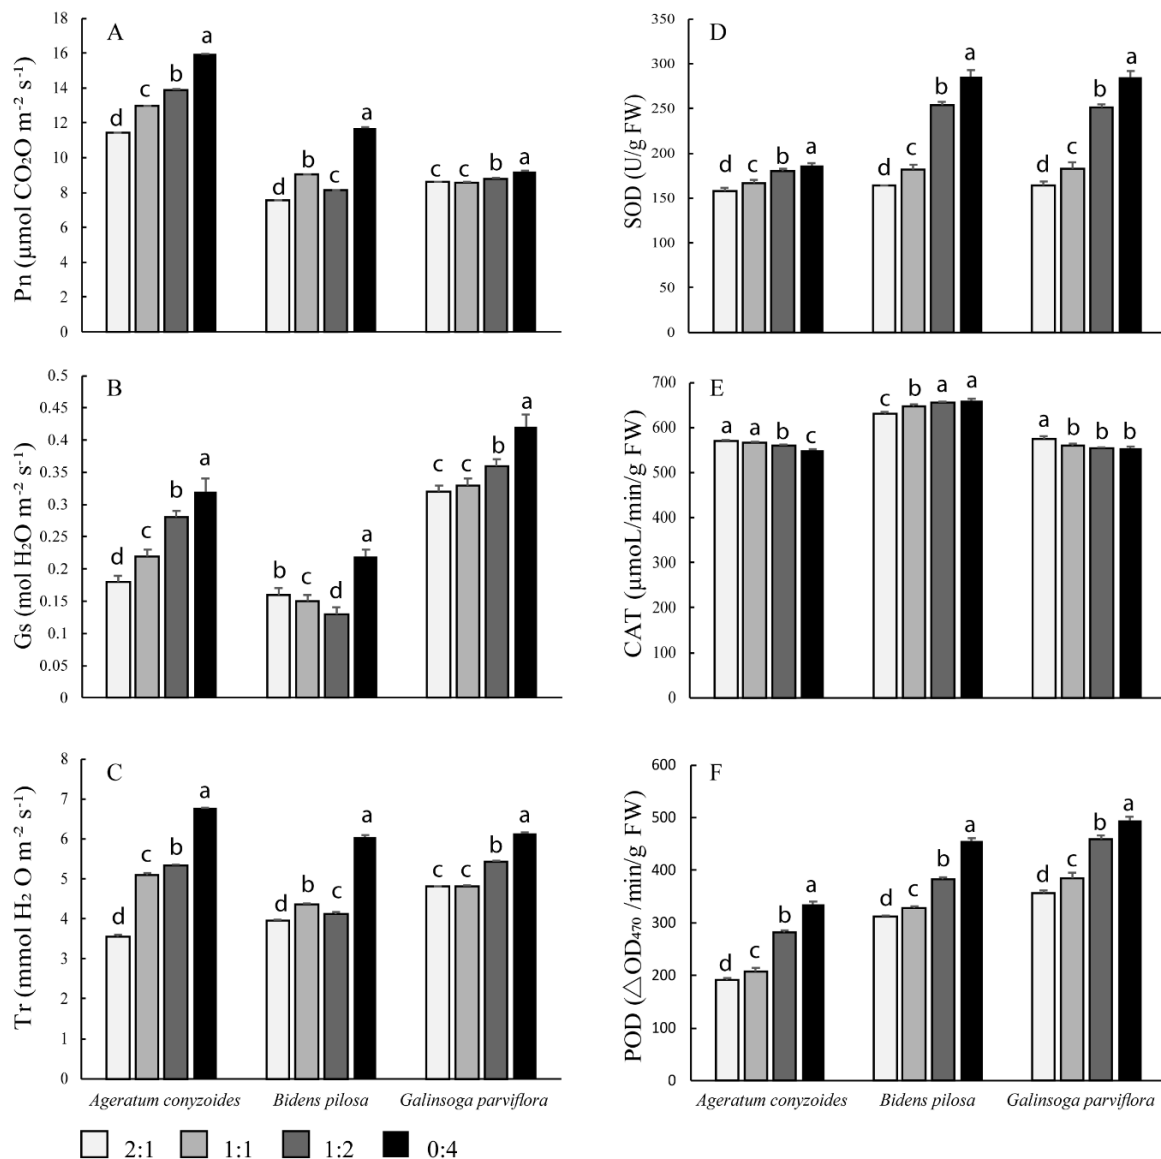 A
Pn (μmol CO₂O m⁻² s⁻¹)
18
16
14
12
10
8
6
4
2
0
d c b a
d b c a
c c b a
D
SOD (U/g FW)
350
300
250
200
150
100
50
0
d c b a
d c b a
d c b a
B
Gs (mol H₂O m⁻² s⁻¹)
0.5
0.45
0.4
0.35
0.3
0.25
0.2
0.15
0.1
0.05
0
d c b a
b c d a
c c b a
E
CAT (μmoL/min/g FW)
700
600
500
400
300
200
100
0
a a b c
c b a a
a b b b
C
Tr (mmol H₂ O m⁻² s⁻¹)
8
7
6
5
4
3
2
1
0
d c b a
d b c a
c c b a
Ageratum conyzoides Bidens pilosa Galinsoga parviflora
F
POD (△OD₄₇₀ /min/g FW)
600
500
400
300
200
100
0
d c b a
d c b a
d c b a
Ageratum conyzoides Bidens pilosa Galinsoga parviflora
2:1 1:1 1:2 0:4